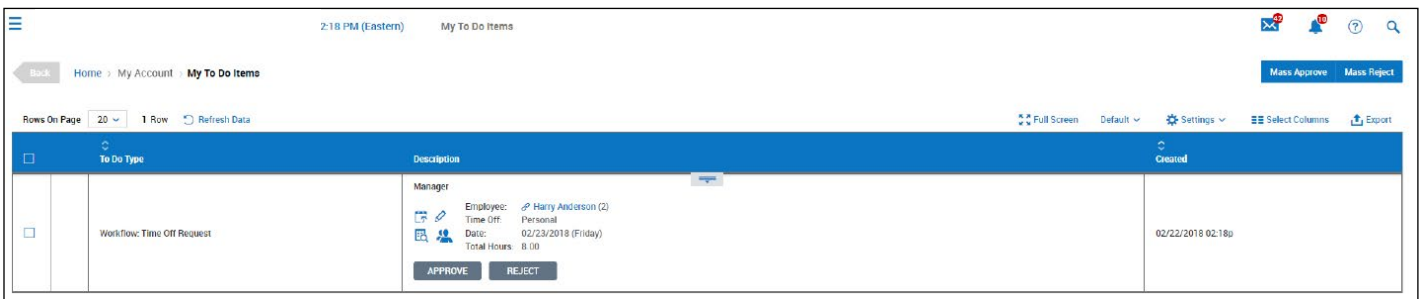 2:18 PM (Eastern) My To Do Items 42 10 ?
Back Home My Account My To Do Items Mass Approve Mass Reject
Rows On Page 20 1 Row Refresh Data Full Screen Default Settings Select Columns Export
To Do Type Description Created
Manager
Employee: Harry Anderson (2)
Time Off: Personal
Workflow: Time Off Request Date: 02/23/2018 (Friday) 02/22/2018 02:18p
Total Hours: 8.00
APPROVE REJECT